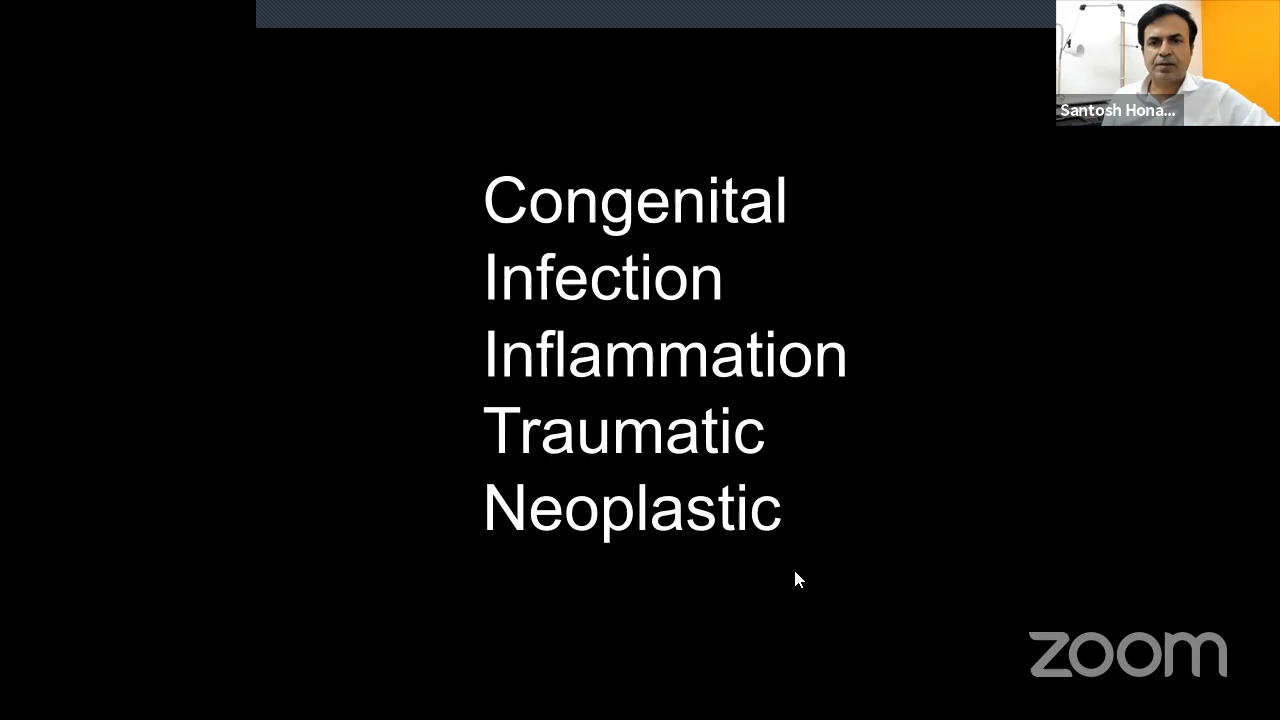 Santosh Hona...
Congenital
Infection
Inflammation
Traumatic
Neoplastic
zoom